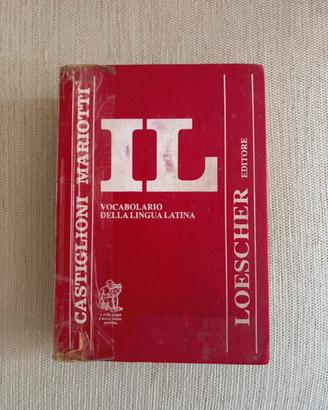 CASTIGLIONI MARIOTTI
IL
VOCABOLARIO
DELLA LINGUA LATINA
LOESCHER EDITORE